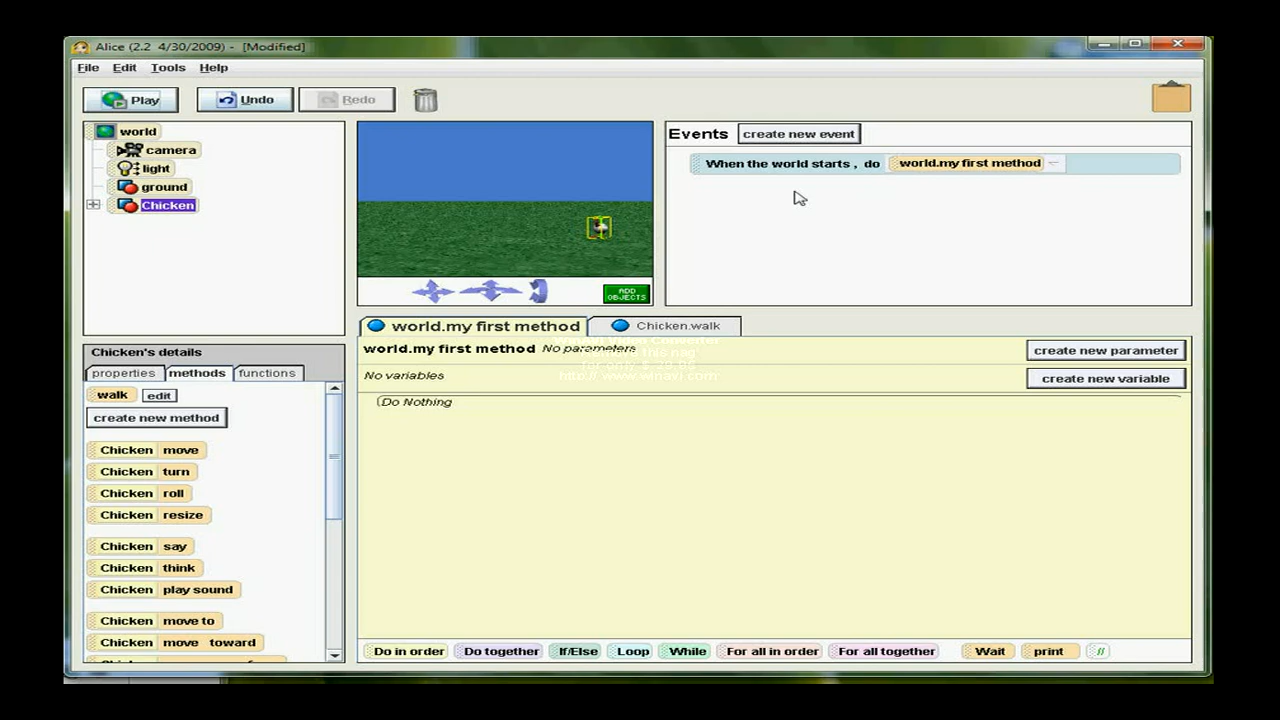 Alice (2.2 4/30/2009) - [Modified]
File Edit Tools Help
Play Undo Redo
world
camera
light
ground
Chicken
ADD OBJECTS
Events create new event
When the world starts , do world.my first method
Chicken's details
properties methods functions
walk edit
create new method
Chicken move
Chicken turn
Chicken roll
Chicken resize
Chicken say
Chicken think
Chicken play sound
Chicken move to
Chicken move toward
world.my first method Chicken.walk
world.my first method No parameters create new parameter
No variables create new variable
Do Nothing
Do in order Do together If/Else Loop While For all in order For all together Wait print //